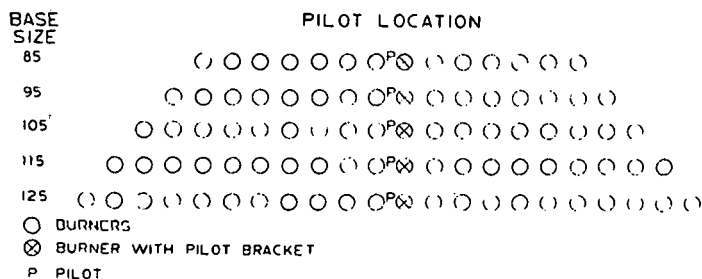 BASE SIZE
PILOT LOCATION
85 P
95 P
105 P
115 P
125 P
BURNERS
BURNER WITH PILOT BRACKET
P PILOT